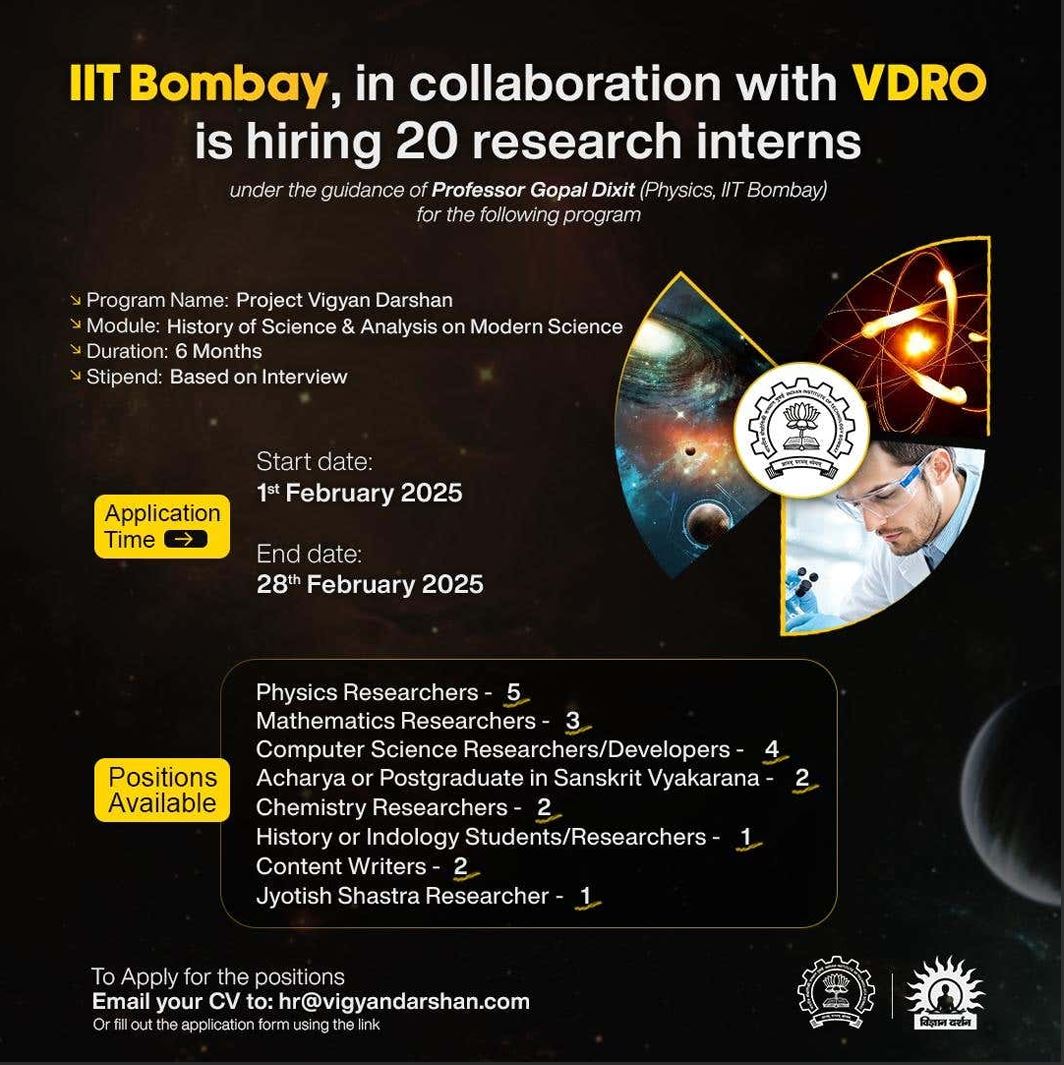 IIT Bombay, in collaboration with VDRO
is hiring 20 research interns
under the guidance of Professor Gopal Dixit (Physics, IIT Bombay)
for the following program
Program Name: Project Vigyan Darshan
Module: History of Science & Analysis on Modern Science
Duration: 6 Months
Stipend: Based on Interview
Application
Time →
Start date:
1st February 2025
End date:
28th February 2025
Positions
Available
Physics Researchers - 5
Mathematics Researchers - 3
Computer Science Researchers/Developers - 4
Acharya or Postgraduate in Sanskrit Vyakarana - 2
Chemistry Researchers - 2
History or Indology Students/Researchers - 1
Content Writers - 2
Jyotish Shastra Researcher - 1
To Apply for the positions
Email your CV to: hr@vigyandarshan.com
Or fill out the application form using the link
विज्ञान दर्शन